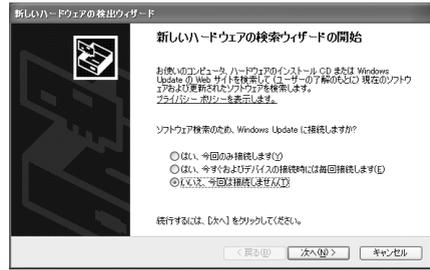 新しいハードウェアの検出ウィザード
新しいハードウェアの検索ウィザードの開始
お使いのコンピュータ、ハードウェアのインストール CD または Windows
Update の Web サイトを検索して (ユーザーの了解のもとに) 現在のソフトウ
ェアおよび更新されたソフトウェアを検索します。
プライバシー ポリシーを表示します。
ソフトウェア検索のため、Windows Update に接続しますか?
はい、今回のみ接続します(Y)
はい、今すぐおよびデバイスの接続時には毎回接続します(E)
いいえ、今回は接続しません(T)
続行するには、[次へ] をクリックしてください。
< 戻る(B) 次へ(N) > キャンセル